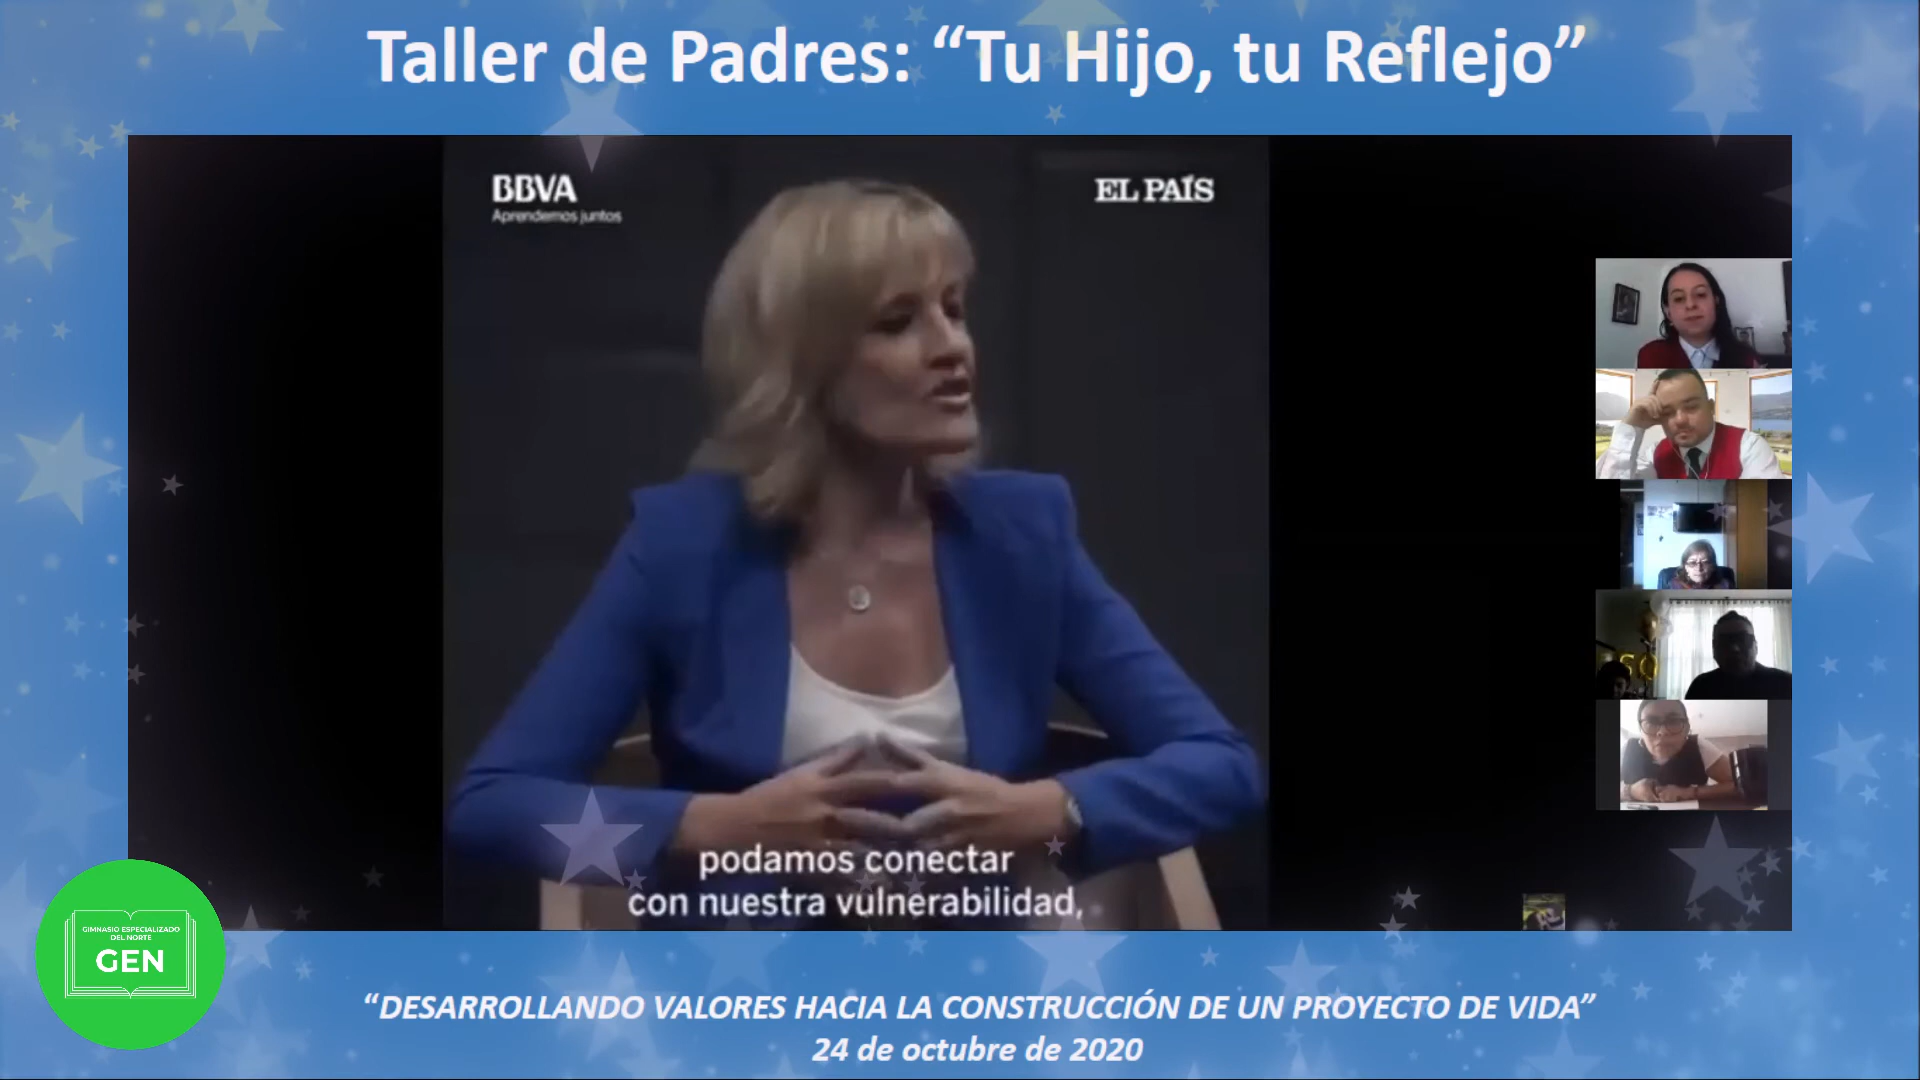 Taller de Padres: “Tu Hijo, tu Reflejo”
BBVA
Aprendemos juntos
EL PAÍS
50
podamos conectar
con nuestra vulnerabilidad,
GIMNASIO ESPECIALIZADO
DEL NORTE
GEN
“DESARROLLANDO VALORES HACIA LA CONSTRUCCIÓN DE UN PROYECTO DE VIDA”
24 de octubre de 2020